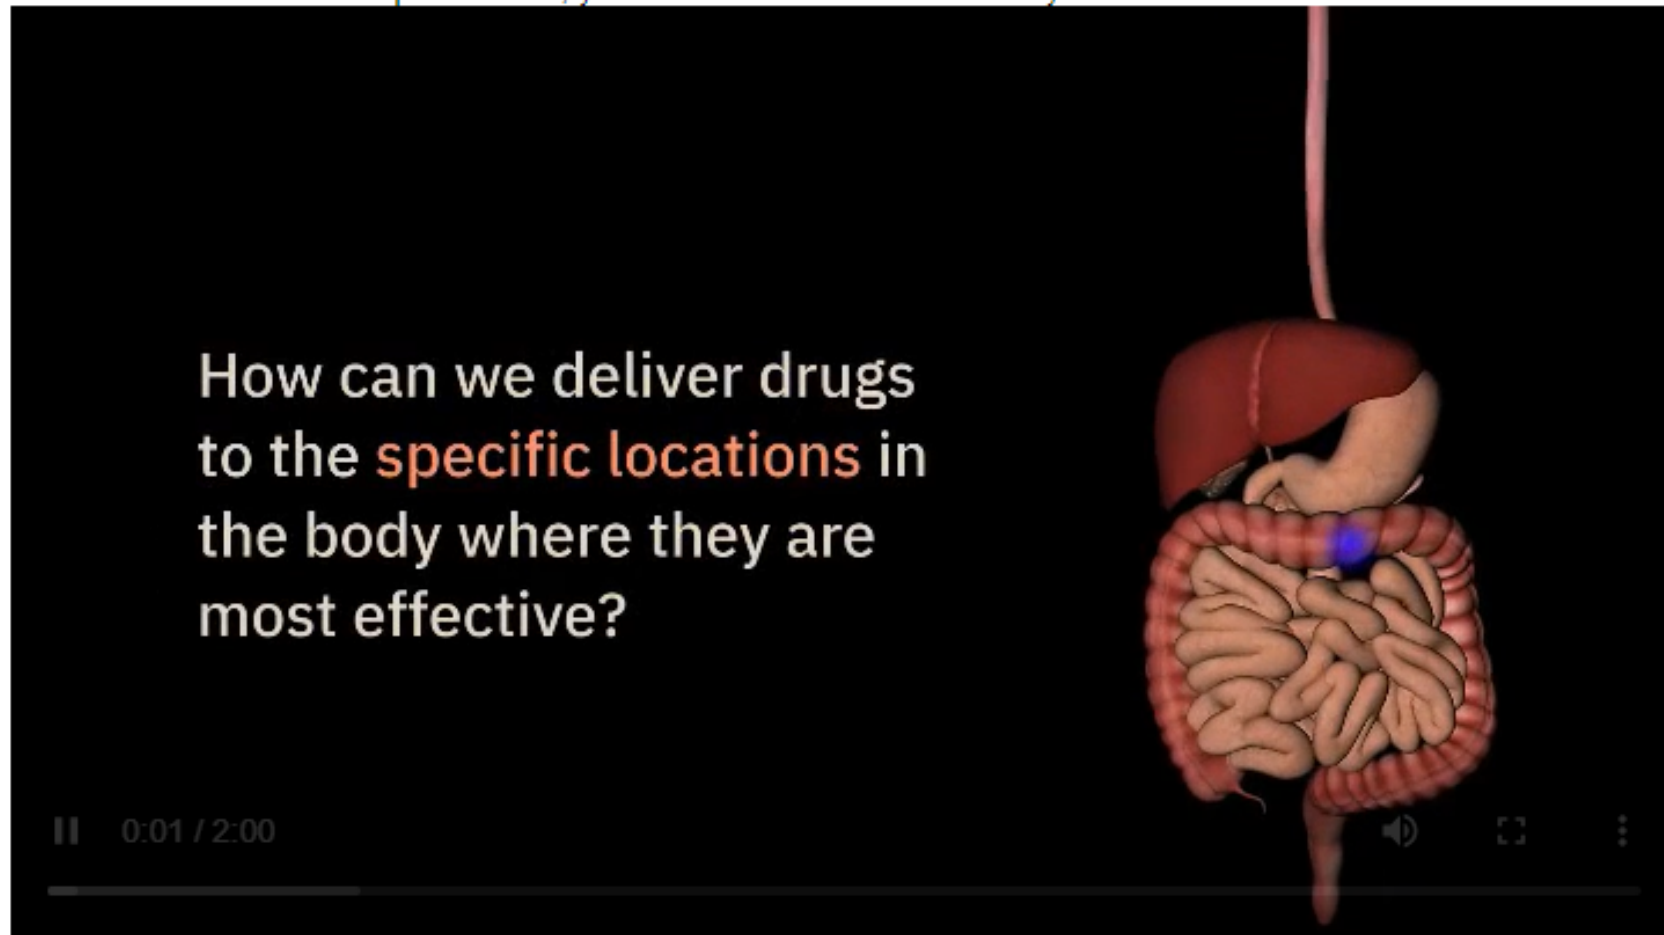 How can we deliver drugs
to the specific locations in
the body where they are
most effective?
0:01 / 2:00